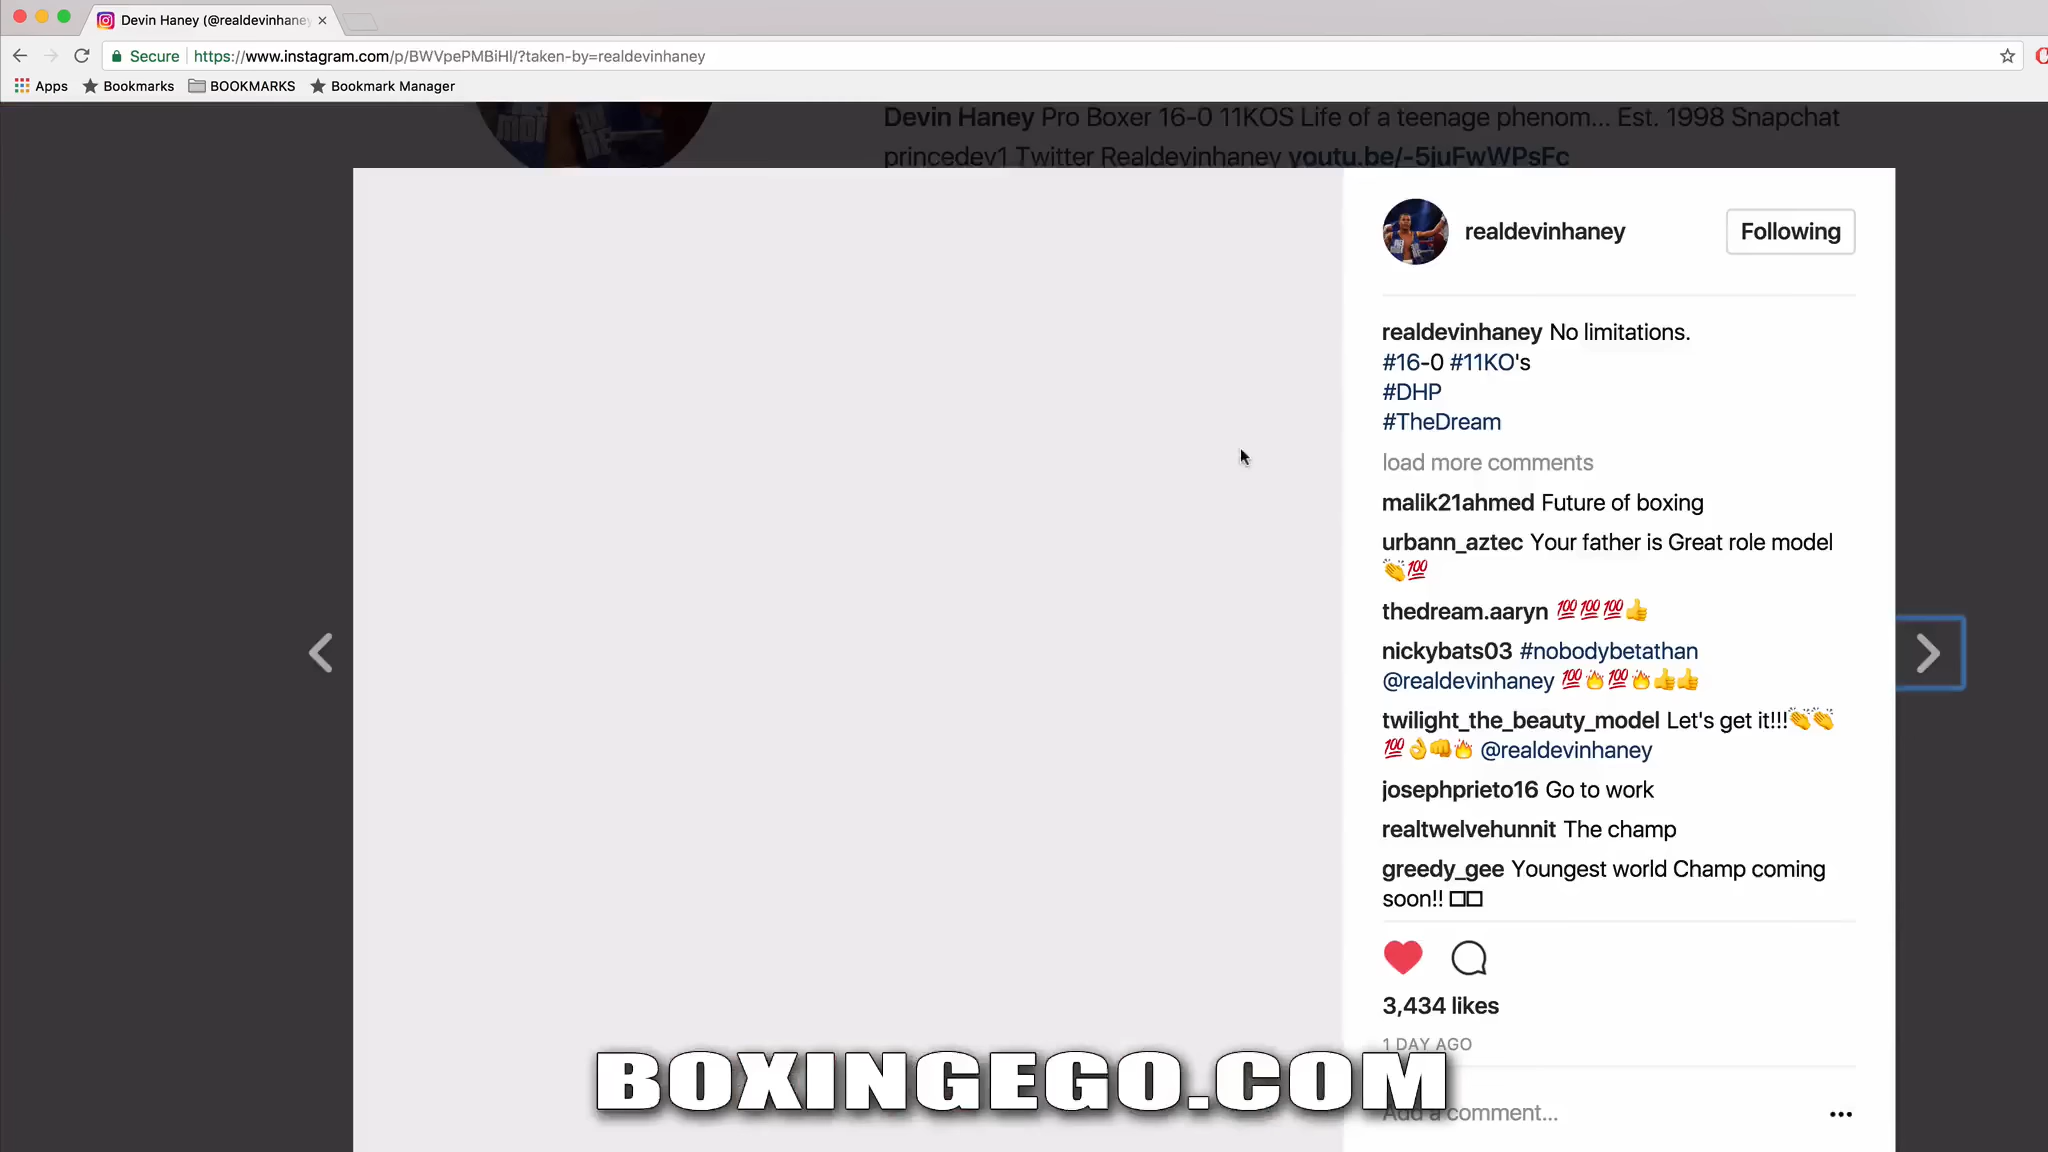 Devin Haney (@realdevinhaney
Secure https://www.instagram.com/p/BWVpePMBiHl/?taken-by=realdevinhaney
Apps Bookmarks BOOKMARKS Bookmark Manager
Devin Haney Pro Boxer 16-0 11KOS Life of a teenage phenom... Est. 1998 Snapchat
princedev1 Twitter Realdevinhaney youtu.be/-5juFwWPsFc
realdevinhaney Following
realdevinhaney No limitations.
#16-0 #11KO's
#DHP
#TheDream
load more comments
malik21ahmed Future of boxing
urbann_aztec Your father is Great role model
👏💯
thedream.aaryn 💯💯💯👍
nickybats03 #nobodybetathan
@realdevinhaney 💯🔥💯🔥👍👍
twilight_the_beauty_model Let's get it!!!👏👏
💯👌👊🔥 @realdevinhaney
josephprieto16 Go to work
realtwelvehunnit The champ
greedy_gee Youngest world Champ coming
soon!!
3,434 likes
1 DAY AGO
BOXINGEGO.COM
Add a comment...